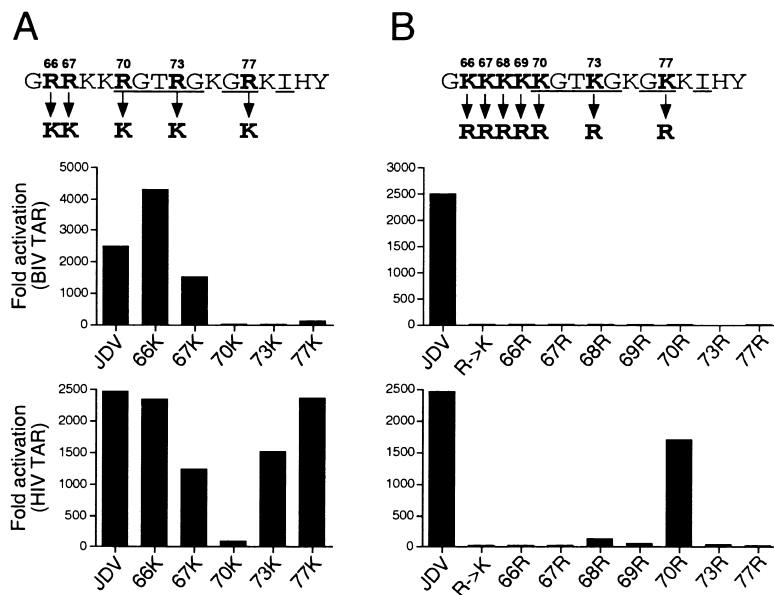 A
66 67 70 73 77
GRRKKRGTRGKGRKIHY
KK K K K
5000
4000
3000
2000
1000
0
Fold activation
(BIV TAR)
JDV 66K 67K 70K 73K 77K
2500
2000
1500
1000
500
0
Fold activation
(HIV TAR)
JDV 66K 67K 70K 73K 77K
B
66 67 68 69 70 73 77
GKKKKKGTKGKGKKIHY
RRRRR R R
3000
2500
2000
1500
1000
500
0
JDV R->K 66R 67R 68R 69R 70R 73R 77R
2500
2000
1500
1000
500
0
JDV R->K 66R 67R 68R 69R 70R 73R 77R